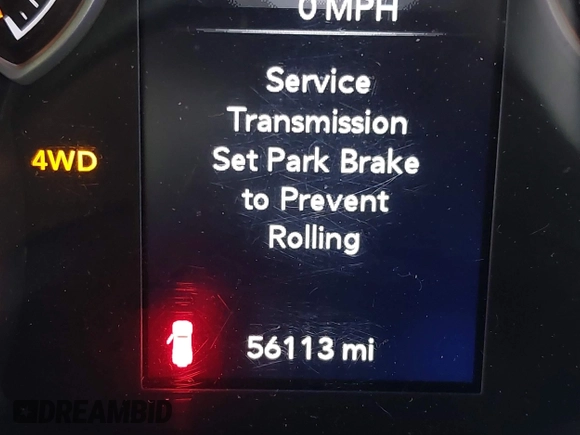 0 MPH
Service
Transmission
4WD
Set Park Brake
to Prevent
Rolling
56113 mi
DREAMBID